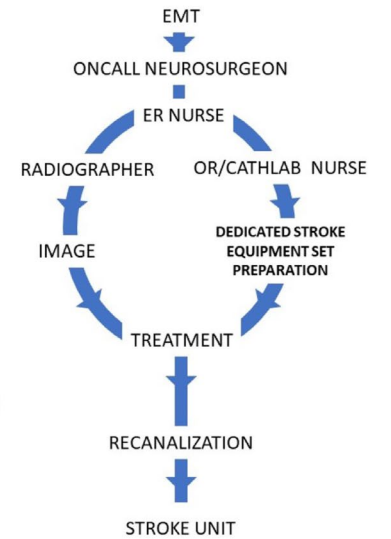 EMT
ONCALL NEUROSURGEON
ER NURSE
RADIOGRAPHER
OR/CATHLAB NURSE
IMAGE
DEDICATED STROKE
EQUIPMENT SET
PREPARATION
TREATMENT
RECANALIZATION
STROKE UNIT